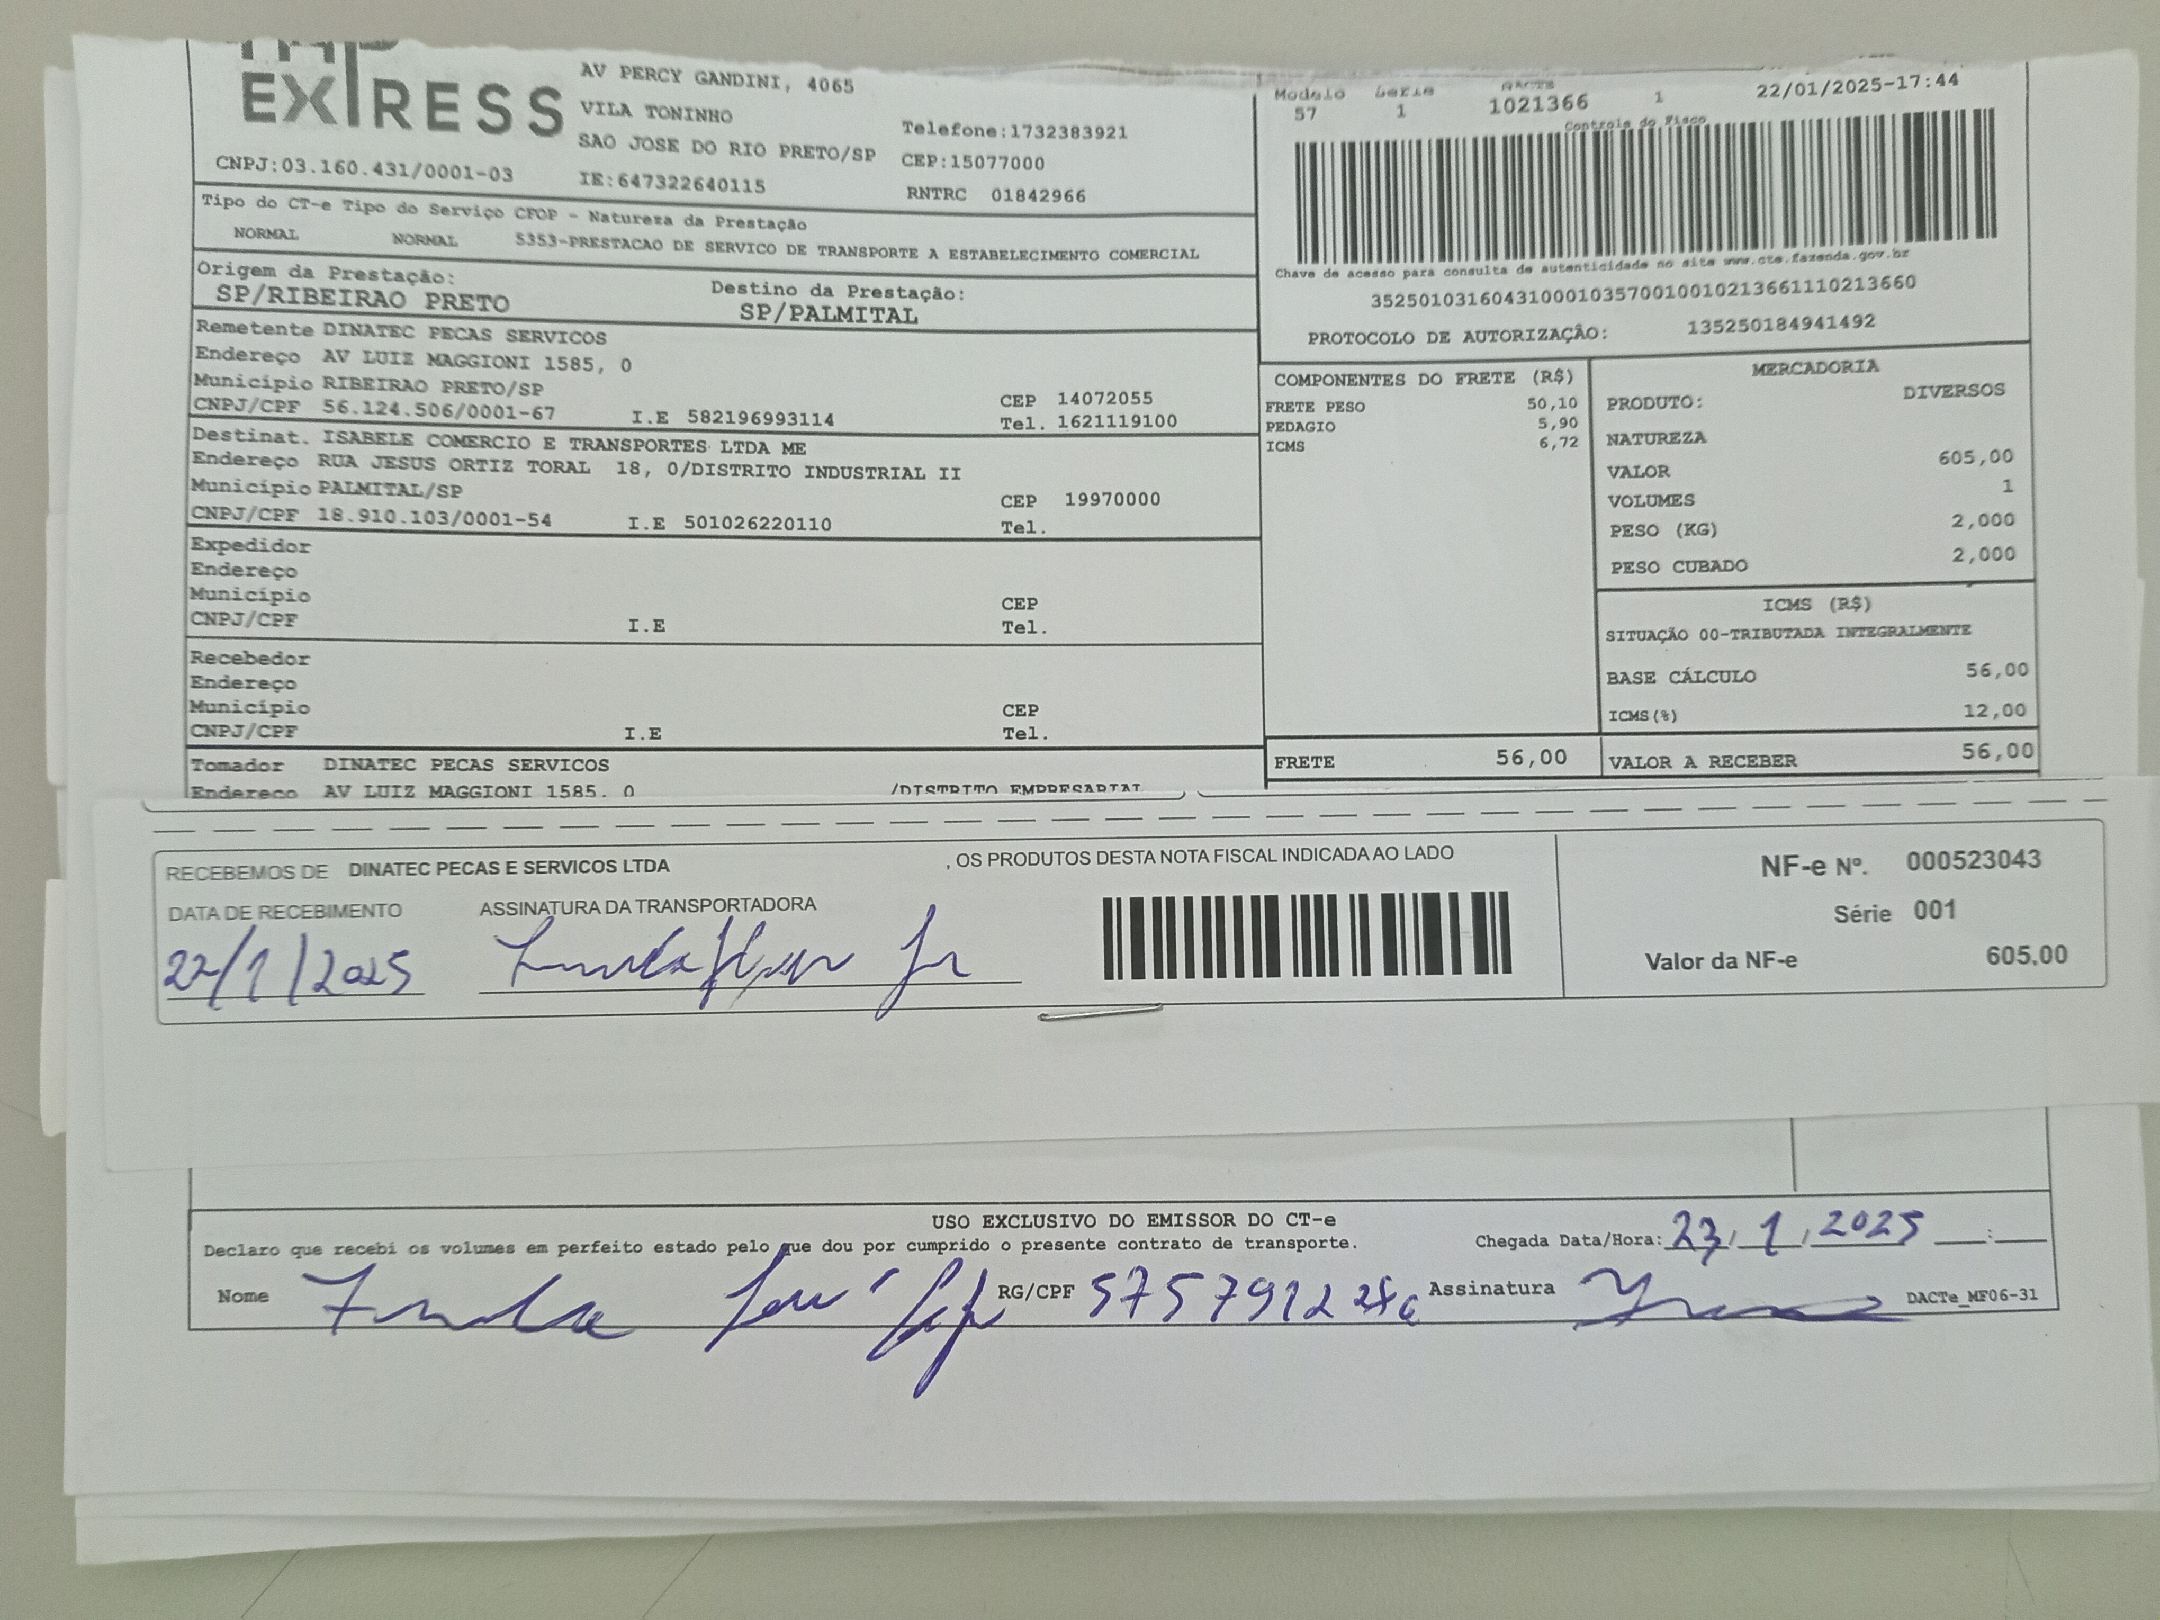 EXPRESS
AV PERCY GANDINI, 4065
VILA TONINHO
SAO JOSE DO RIO PRETO/SP
Telefone:1732383921
CEP:15077000
CNPJ:03.160.431/0001-03
IE:647322640115
RNTRC 01842966
Modelo Serie DACTE 22/01/2025-17:44
57 1 1021366 1
Controle do Fisco
Chave de acesso para consulta de autenticidade no site www.cte.fazenda.gov.br
35250103160431000103570010010213661110213660
PROTOCOLO DE AUTORIZAÇÃO: 135250184941492
Tipo do CT-e Tipo do Serviço CFOP - Natureza da Prestação
NORMAL NORMAL 5353-PRESTACAO DE SERVICO DE TRANSPORTE A ESTABELECIMENTO COMERCIAL
Origem da Prestação: Destino da Prestação:
SP/RIBEIRAO PRETO SP/PALMITAL
Remetente DINATEC PECAS SERVICOS
Endereço AV LUIZ MAGGIONI 1585, 0
Município RIBEIRAO PRETO/SP CEP 14072055
CNPJ/CPF 56.124.506/0001-67 I.E 582196993114 Tel. 1621119100
Destinat. ISABELE COMERCIO E TRANSPORTES LTDA ME
Endereço RUA JESUS ORTIZ TORAL 18, 0/DISTRITO INDUSTRIAL II
Município PALMITAL/SP CEP 19970000
CNPJ/CPF 18.910.103/0001-54 I.E 501026220110 Tel.
Expedidor
Endereço
Município CEP
CNPJ/CPF I.E Tel.
Recebedor
Endereço
Município CEP
CNPJ/CPF I.E Tel.
Tomador DINATEC PECAS SERVICOS
Endereço AV LUIZ MAGGIONI 1585, 0 /DISTRITO EMPRESARIAL
COMPONENTES DO FRETE (R$)
FRETE PESO 50,10
PEDAGIO 5,90
ICMS 6,72
FRETE 56,00
MERCADORIA
PRODUTO: DIVERSOS
NATUREZA
VALOR 605,00
VOLUMES 1
PESO (KG) 2,000
PESO CUBADO 2,000
ICMS (R$)
SITUAÇÃO 00-TRIBUTADA INTEGRALMENTE
BASE CÁLCULO 56,00
ICMS(%) 12,00
VALOR A RECEBER 56,00
RECEBEMOS DE DINATEC PECAS E SERVICOS LTDA , OS PRODUTOS DESTA NOTA FISCAL INDICADA AO LADO
DATA DE RECEBIMENTO ASSINATURA DA TRANSPORTADORA
22/1/2025
NF-e Nº. 000523043
Série 001
Valor da NF-e 605,00
USO EXCLUSIVO DO EMISSOR DO CT-e
Declaro que recebi os volumes em perfeito estado pelo que dou por cumprido o presente contrato de transporte. Chegada Data/Hora: 23/1/2025 __:__
Nome RG/CPF Assinatura DACTe_MF06-31